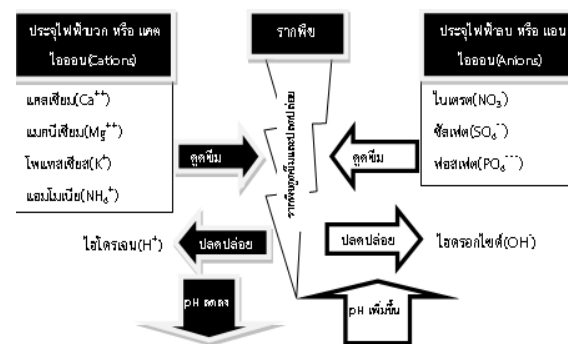 ประจุไฟฟ้าบวก หรือ แคต
ไอออน(Cations)
รากพืช
ประจุไฟฟ้าลบ หรือ แอน
ไอออน(Anions)
แคลเซียม(Ca⁺⁺)
แมกนีเซียม(Mg⁺⁺)
โพแทสเซียส(K⁺)
แอมโมเนีย(NH₄⁺)
ไนเตรต(NO₃⁻)
ซัลเฟต(SO₄⁻⁻)
ฟอสเฟต(PO₄⁻⁻⁻)
ดูดซึม
ดูดซึม
ไฮโดรเจน(H⁺)
ปลดปล่อย
ปลดปล่อย
ไฮดรอกไซด์(OH⁻)
pH ลดลง
pH เพิ่มขึ้น